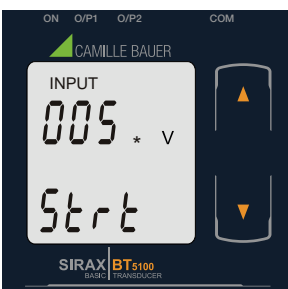 ON O/P1 O/P2 COM
CAMILLE BAUER
INPUT
005. * V
Strt
SIRAX BT5100
BASIC TRANSDUCER